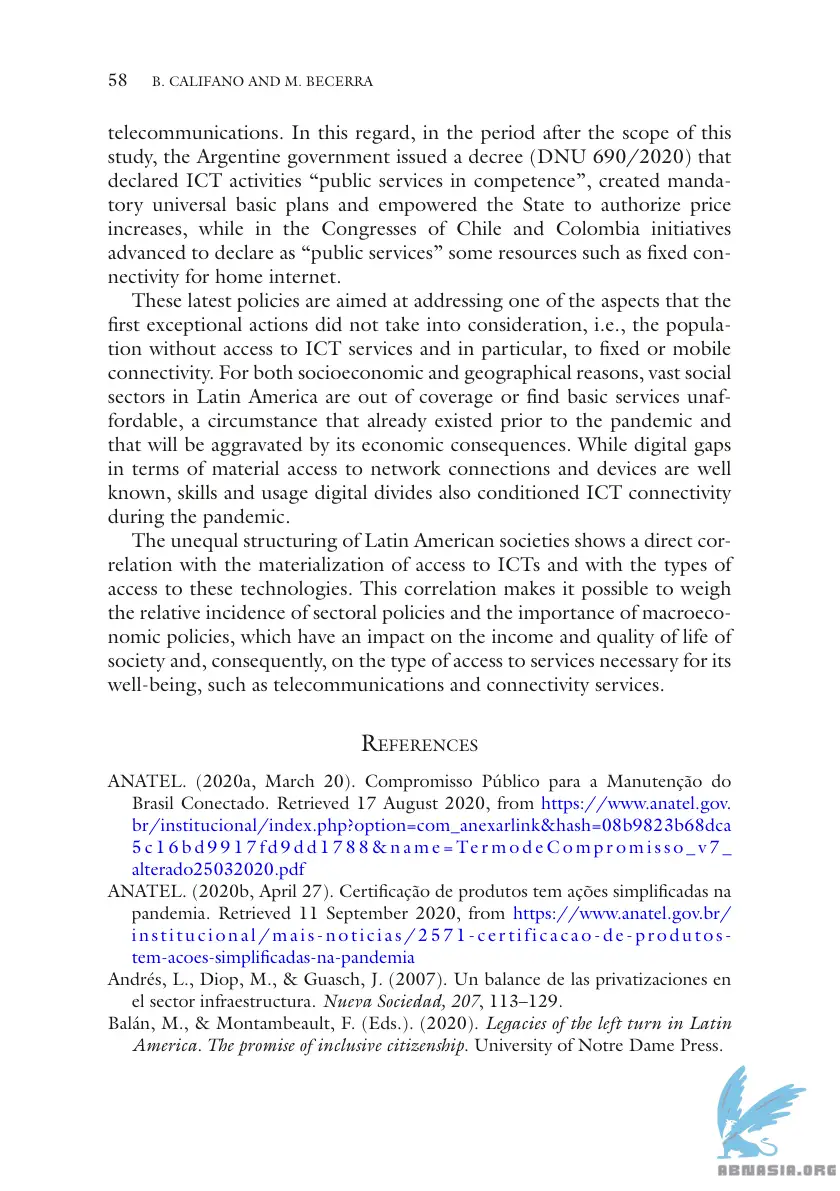 58 B. CALIFANO AND M. BECERRA
telecommunications. In this regard, in the period after the scope of this
study, the Argentine government issued a decree (DNU 690/2020) that
declared ICT activities “public services in competence”, created manda-
tory universal basic plans and empowered the State to authorize price
increases, while in the Congresses of Chile and Colombia initiatives
advanced to declare as “public services” some resources such as fixed con-
nectivity for home internet.
These latest policies are aimed at addressing one of the aspects that the
first exceptional actions did not take into consideration, i.e., the popula-
tion without access to ICT services and in particular, to fixed or mobile
connectivity. For both socioeconomic and geographical reasons, vast social
sectors in Latin America are out of coverage or find basic services unaf-
fordable, a circumstance that already existed prior to the pandemic and
that will be aggravated by its economic consequences. While digital gaps
in terms of material access to network connections and devices are well
known, skills and usage digital divides also conditioned ICT connectivity
during the pandemic.
The unequal structuring of Latin American societies shows a direct cor-
relation with the materialization of access to ICTs and with the types of
access to these technologies. This correlation makes it possible to weigh
the relative incidence of sectoral policies and the importance of macroeco-
nomic policies, which have an impact on the income and quality of life of
society and, consequently, on the type of access to services necessary for its
well-being, such as telecommunications and connectivity services.
REFERENCES
ANATEL. (2020a, March 20). Compromisso Público para a Manutenção do
Brasil Conectado. Retrieved 17 August 2020, from https://www.anatel.gov.
br/institucional/index.php?option=com_anexarlink&hash=08b9823b68dca
5c16bd9917fd9dd1788&name=TermodeCompromisso_v7_
alterado25032020.pdf
ANATEL. (2020b, April 27). Certificação de produtos tem ações simplificadas na
pandemia. Retrieved 11 September 2020, from https://www.anatel.gov.br/
institucional/mais-noticias/2571-certificacao-de-produtos-
tem-acoes-simplificadas-na-pandemia
Andrés, L., Diop, M., & Guasch, J. (2007). Un balance de las privatizaciones en
el sector infraestructura. Nueva Sociedad, 207, 113–129.
Balán, M., & Montambeault, F. (Eds.). (2020). Legacies of the left turn in Latin
America. The promise of inclusive citizenship. University of Notre Dame Press.
ABNASIA.ORG